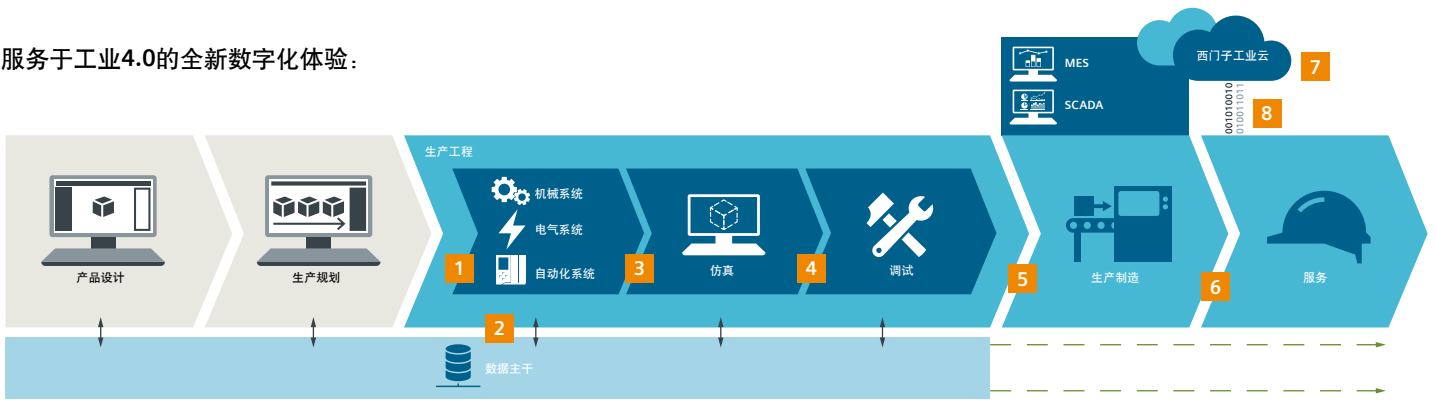 服务于工业4.0的全新数字化体验：
MES
SCADA
西门子工业云
7
00101001０
010011011
8
生产工程
产品设计
生产规划
1
机械系统
电气系统
自动化系统
3
仿真
4
调试
5
生产制造
6
服务
2
数据主干